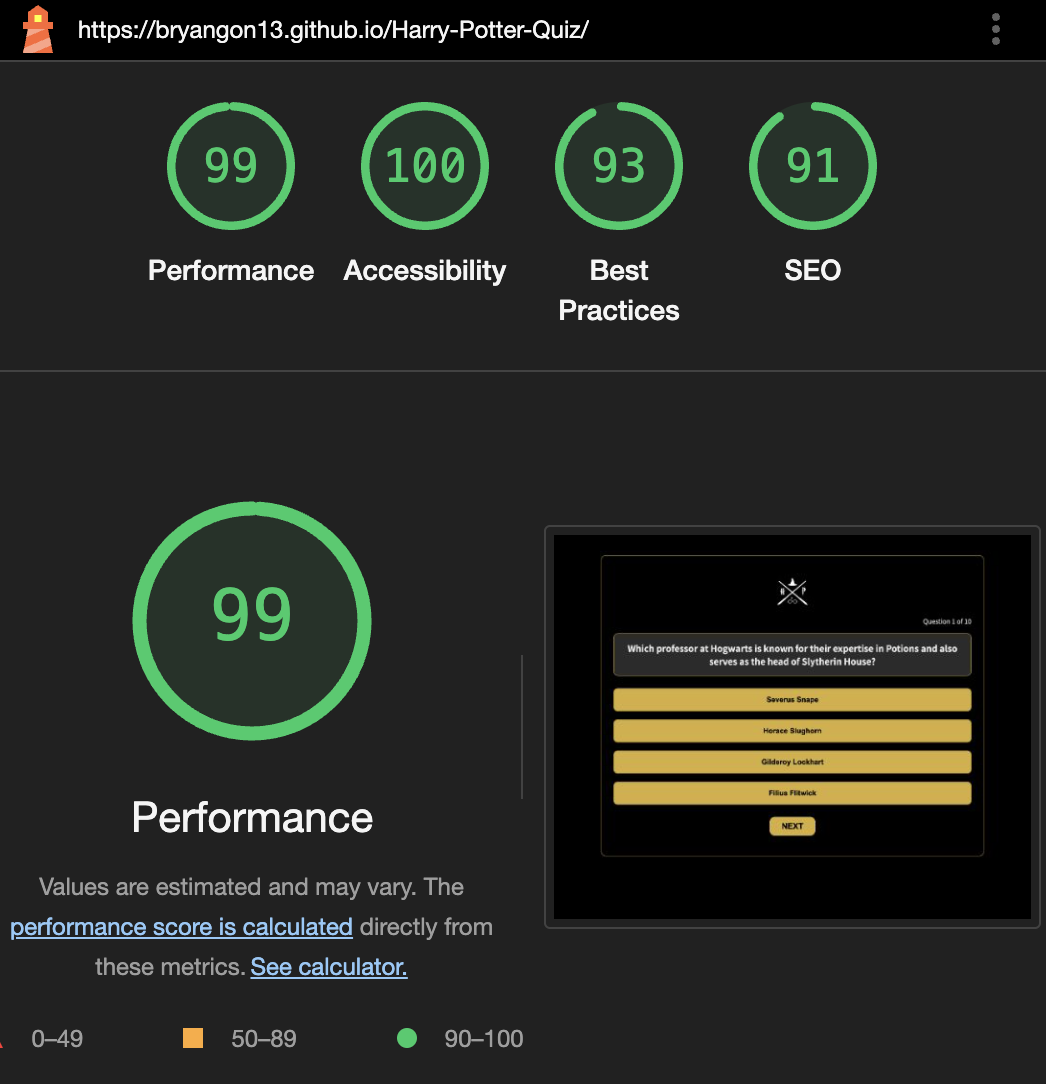 https://bryangon13.github.io/Harry-Potter-Quiz/
99
100
93
91
Performance
Accessibility
Best
Practices
SEO
99
Performance
Values are estimated and may vary. The
performance score is calculated directly from
these metrics. See calculator.
0–49
50–89
90–100
H P
Question 1 of 10
Which professor at Hogwarts is known for their expertise in Potions and also
serves as the head of Slytherin House?
Severus Snape
Horace Slughorn
Gilderoy Lockhart
Filius Flitwick
NEXT